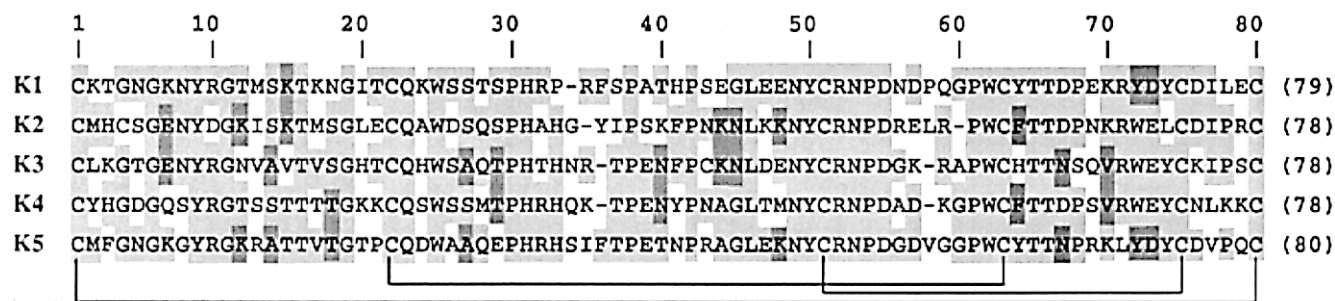 1 10 20 30 40 50 60 70 80
K1 CKTGNGKNYRGTMSKTKNGITCQKWSSTSPHRP-RFSPATHPSEGLEENYCRNPDNDPQGPWCYTTDPEKRYDYCDILEC (79)
K2 CMHCSGENYDGKISKTMSGLECQAWDSQSPHAHG-YIPSKFPNKNLKKNYCRNPDRELR-PWCFTTDPNKRWELCDIPRC (78)
K3 CLKGTGENYRGNVAVTVSGHTCQHWSAQTPHTHNR-TPENFPCKNLDENYCRNPDGK-RAPWCHTTNSQVRWEYCKIPSC (78)
K4 CYHGDGQSYRGTSSTTTTGKKCQSWSSMTPHRHQK-TPENYPNAGLTMNYCRNPDAD-KGPWCFTTDPSVRWEYCNLKKC (78)
K5 CMFGNGKGYRGKRATTVTGTPCQDWAAQEPHRHSIFTPETNPRAGLEKNYCRNPDGDVGGPWCYTTNPRKLYDYCDVPQC (80)